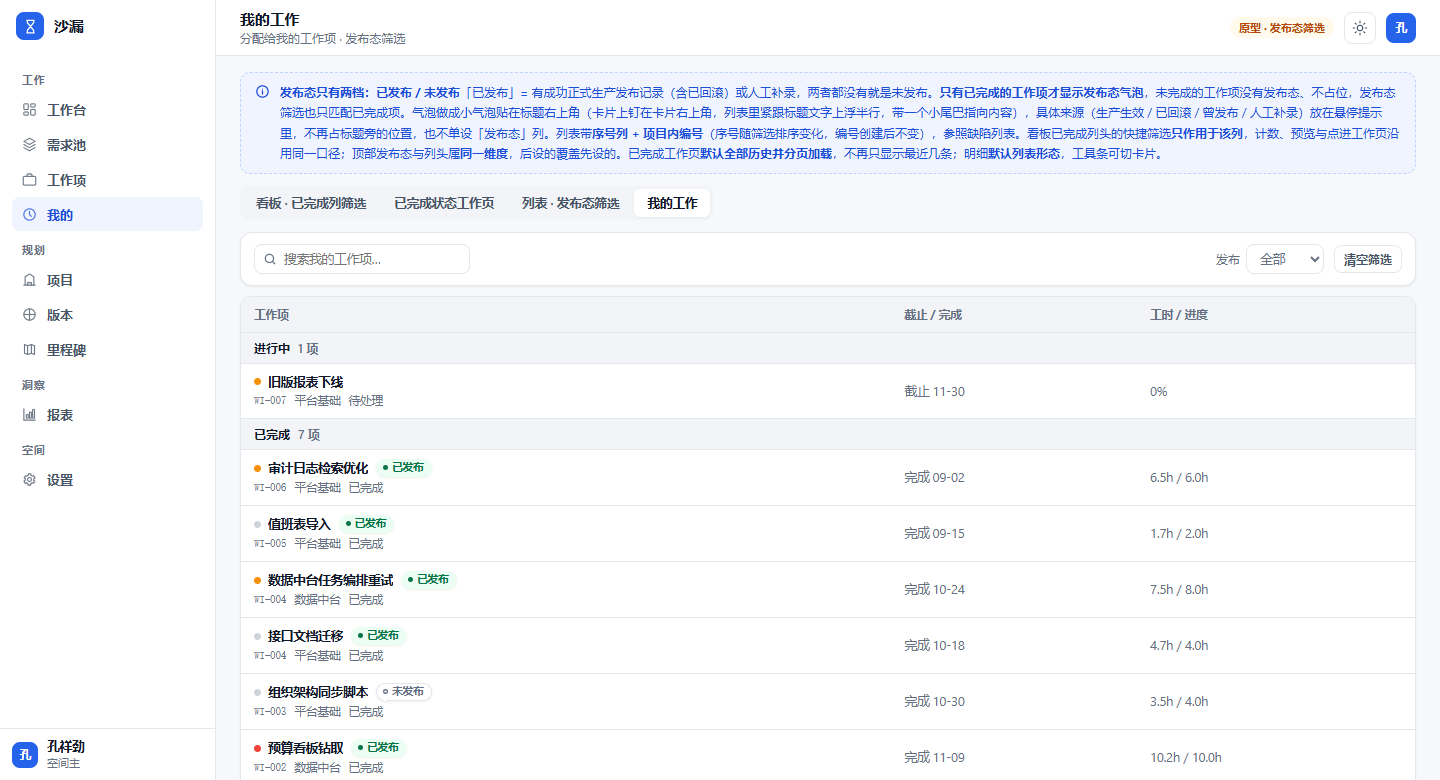 沙漏
工作
工作台
需求池
工作项
我的
规划
项目
版本
里程碑
洞察
报表
空间
设置
孔
孔祥劲
空间主
我的工作
分配给我的工作项 · 发布态筛选
原型 · 发布态筛选
孔
发布态只有两档：已发布 / 未发布「已发布」= 有成功正式生产发布记录（含已回滚）或人工补录，两者都没有就是未发布。只有已完成的工作项才显示发布态气泡，未完成的工作项没有发布态、不占位，发布态
筛选也只匹配已完成项。气泡做成小气泡贴在标题右上角（卡片上钉在卡片右上角，列表里紧跟标题文字上浮半行，带一个小尾巴指向内容），具体来源（生产生效 / 已回滚 / 曾发布 / 人工补录）放在悬停提示
里，不再占标题旁的位置，也不单设「发布态」列。列表带序号列 + 项目内编号（序号随筛选排序变化，编号创建后不变），参照缺陷列表。看板已完成列头的快捷筛选只作用于该列，计数、预览与点进工作页沿
用同一口径；顶部发布态与列头属同一维度，后设的覆盖先设的。已完成工作页默认全部历史并分页加载，不再只显示最近几条；明细默认列表形态，工具条可切卡片。
看板 · 已完成列筛选
已完成状态工作页
列表 · 发布态筛选
我的工作
搜索我的工作项...
发布
全部
清空筛选
工作项
截止 / 完成
工时 / 进度
进行中 1 项
旧版报表下线
WI-007 平台基础 待处理
截止 11-30
0%
已完成 7 项
审计日志检索优化 已发布
WI-006 平台基础 已完成
完成 09-02
6.5h / 6.0h
值班表导入 已发布
WI-005 平台基础 已完成
完成 09-15
1.7h / 2.0h
数据中台任务编排重试 已发布
WI-004 数据中台 已完成
完成 10-24
7.5h / 8.0h
接口文档迁移 已发布
WI-004 平台基础 已完成
完成 10-18
4.7h / 4.0h
组织架构同步脚本 未发布
WI-003 平台基础 已完成
完成 10-30
3.5h / 4.0h
预算看板钻取 已发布
WI-002 数据中台 已完成
完成 11-09
10.2h / 10.0h